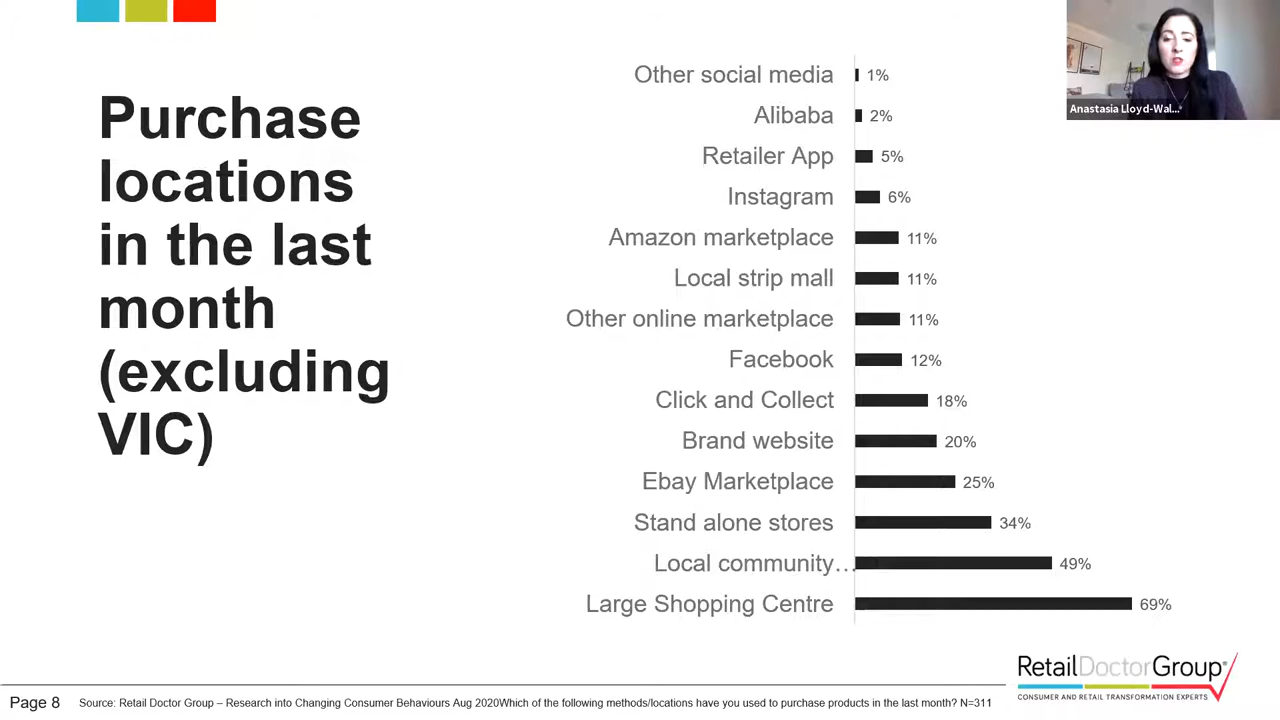 Purchase
locations
in the last
month
(excluding
VIC)
Other social media 1%
Alibaba 2%
Retailer App 5%
Instagram 6%
Amazon marketplace 11%
Local strip mall 11%
Other online marketplace 11%
Facebook 12%
Click and Collect 18%
Brand website 20%
Ebay Marketplace 25%
Stand alone stores 34%
Local community… 49%
Large Shopping Centre 69%
Anastasia Lloyd-Wal...
RetailDoctorGroup®
CONSUMER AND RETAIL TRANSFORMATION EXPERTS
Page 8
Source: Retail Doctor Group – Research into Changing Consumer Behaviours Aug 2020Which of the following methods/locations have you used to purchase products in the last month? N=311